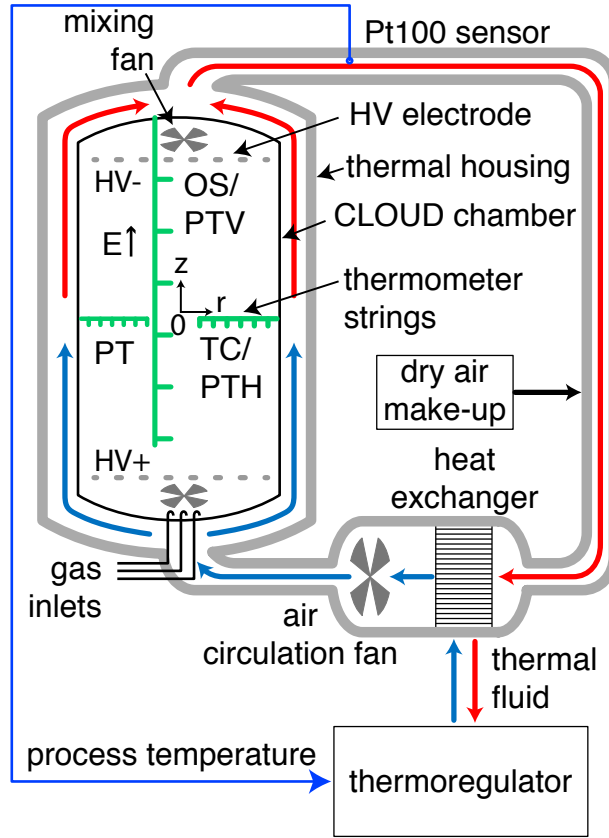 mixing
fan
Pt100 sensor
HV electrode
thermal housing
CLOUD chamber
thermometer
strings
HV-
OS/
PTV
E↑
z
r
0
PT
TC/
PTH
HV+
dry air
make-up
heat
exchanger
gas
inlets
air
circulation fan
thermal
fluid
process temperature
thermoregulator